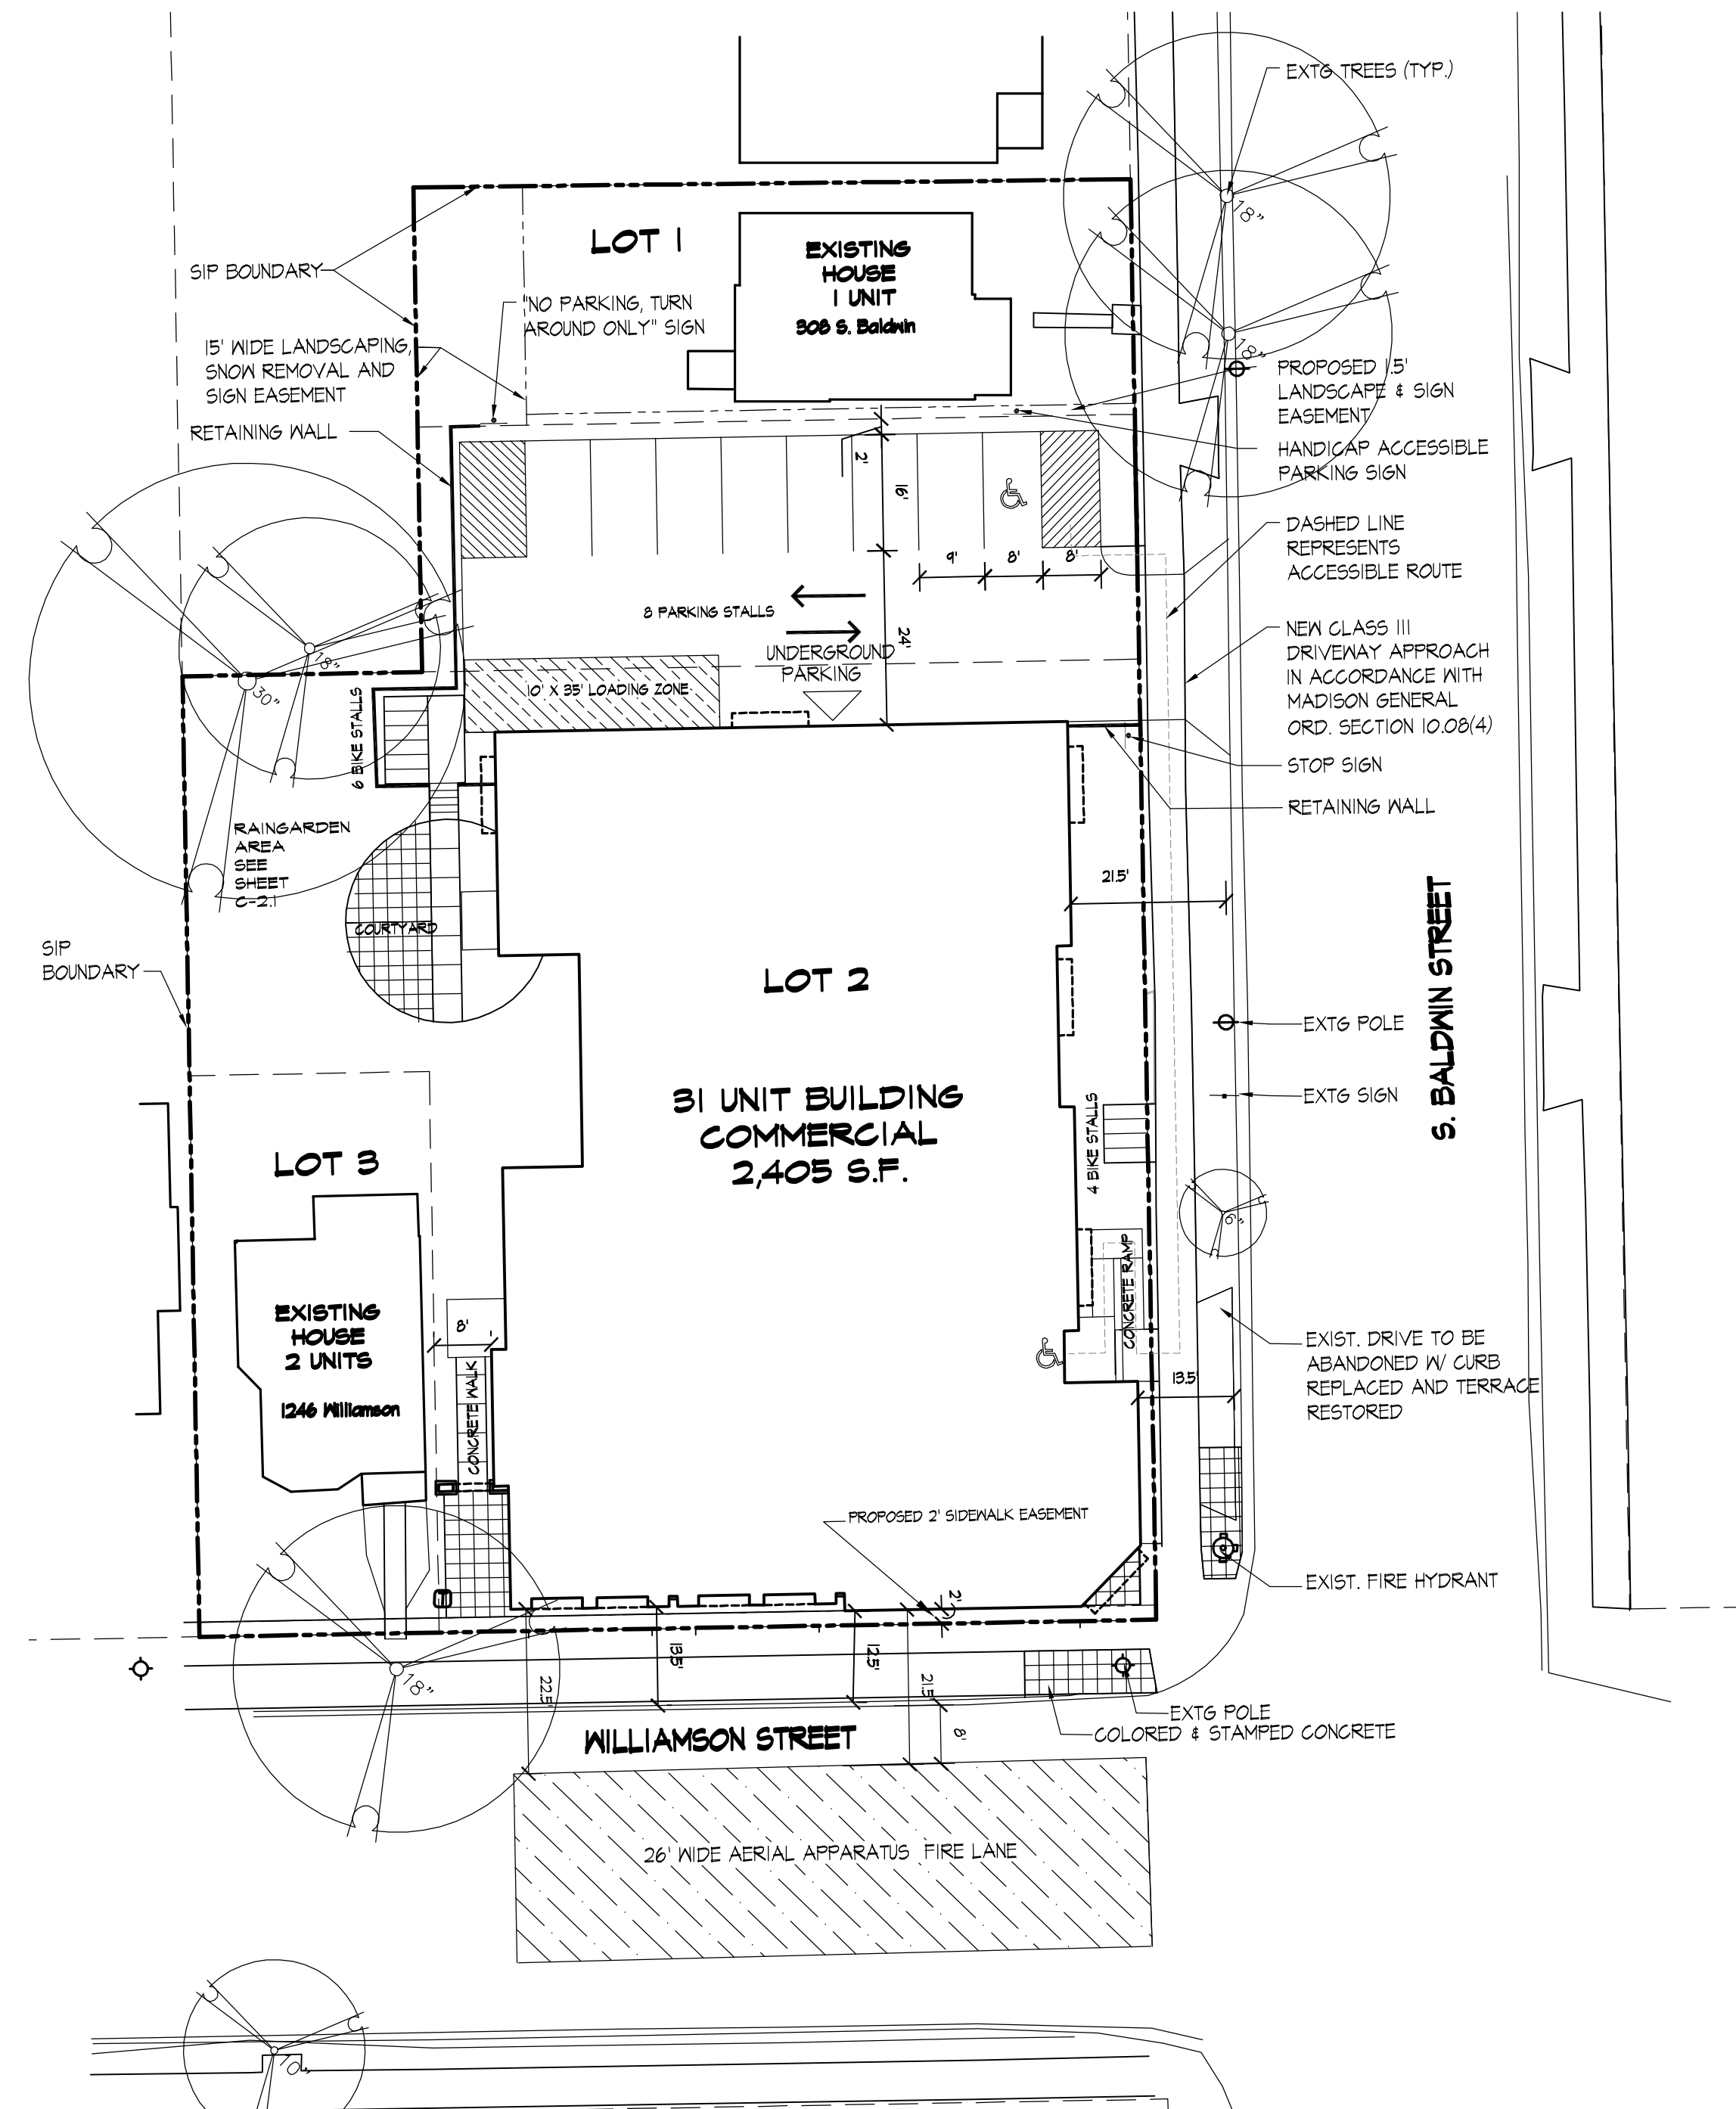 EXTG TREES (TYP.)
18"
LOT 1
EXISTING
HOUSE
1 UNIT
308 S. Baldwin
SIP BOUNDARY
"NO PARKING, TURN
AROUND ONLY" SIGN
15' WIDE LANDSCAPING,
SNOW REMOVAL AND
SIGN EASEMENT
RETAINING WALL
18"
PROPOSED 1.5'
LANDSCAPE & SIGN
EASEMENT
HANDICAP ACCESSIBLE
PARKING SIGN
2'
16'
9'
8'
8'
DASHED LINE
REPRESENTS
ACCESSIBLE ROUTE
8 PARKING STALLS
24'
UNDERGROUND
PARKING
10' X 35' LOADING ZONE
NEW CLASS III
DRIVEWAY APPROACH
IN ACCORDANCE WITH
MADISON GENERAL
ORD. SECTION 10.08(4)
STOP SIGN
RETAINING WALL
18"
30"
6 BIKE STALLS
RAINGARDEN
AREA
SEE
SHEET
C-2.1
COURTYARD
SIP
BOUNDARY
21.5'
LOT 2
31 UNIT BUILDING
COMMERCIAL
2,405 S.F.
S. BALDWIN STREET
EXTG POLE
EXTG SIGN
4 BIKE STALLS
6"
CONCRETE RAMP
LOT 3
EXISTING
HOUSE
2 UNITS
1246 Williamson
8'
CONCRETE WALK
13.5'
EXIST. DRIVE TO BE
ABANDONED W/ CURB
REPLACED AND TERRACE
RESTORED
PROPOSED 2' SIDEWALK EASEMENT
EXIST. FIRE HYDRANT
2'
18"
22.5'
13.5'
12.5'
21.5'
8'
EXTG POLE
COLORED & STAMPED CONCRETE
WILLIAMSON STREET
26' WIDE AERIAL APPARATUS FIRE LANE
10"